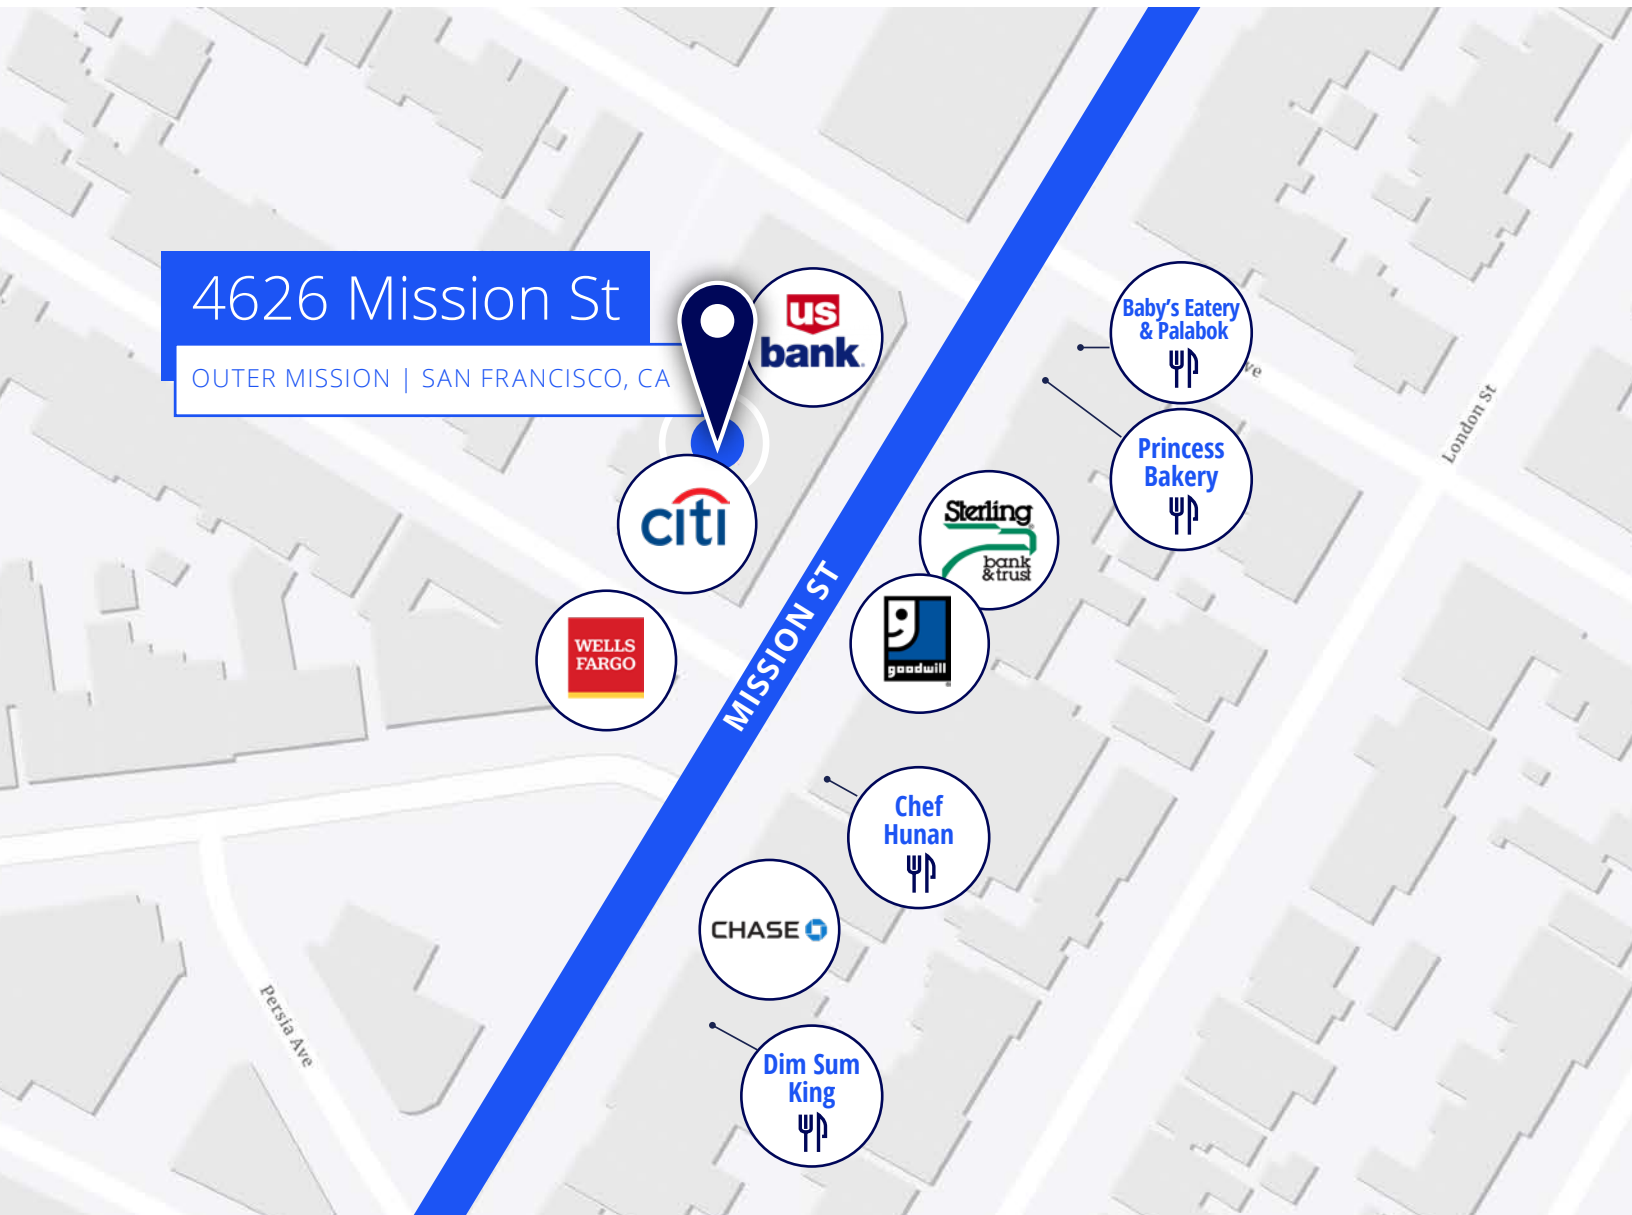 4626 Mission St
OUTER MISSION | SAN FRANCISCO, CA
us
bank
citi
WELLS
FARGO
MISSION ST
Baby's Eatery
& Palabok
ve
London St
Princess
Bakery
Sterling
bank
& trust
goodwill
Chef
Hunan
CHASE
Dim Sum
King
Persia Ave